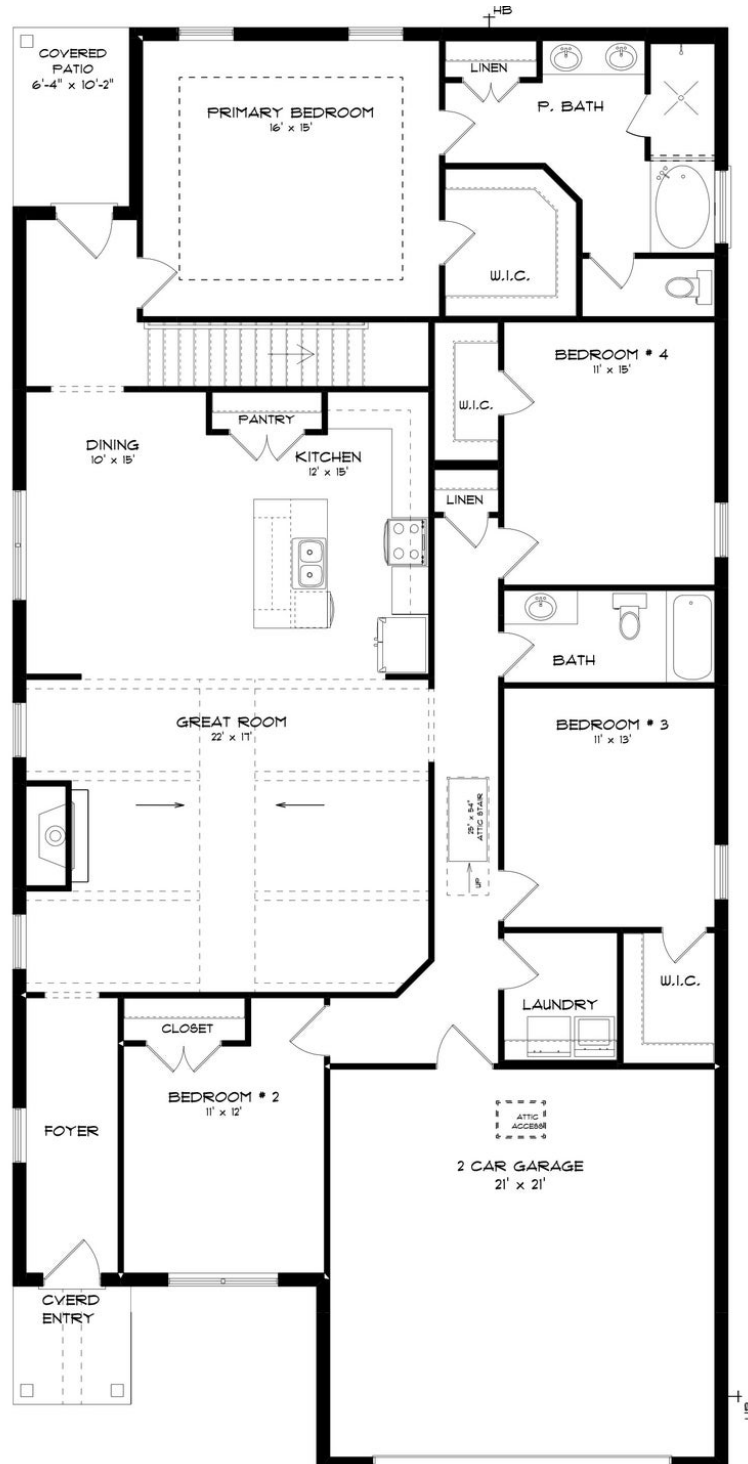 HB
COVERED
PATIO
6'-4" x 10'-2"
LINEN
PRIMARY BEDROOM
16' x 15'
P. BATH
W.I.C.
BEDROOM # 4
11' x 15'
W.I.C.
PANTRY
DINING
10' x 15'
KITCHEN
12' x 15'
LINEN
BATH
GREAT ROOM
22' x 17'
BEDROOM # 3
11' x 13'
25" x 54"
ATTIC STAIR
UP
W.I.C.
LAUNDRY
CLOSET
BEDROOM # 2
11' x 12'
FOYER
ATTIC
ACCESS
2 CAR GARAGE
21' x 21'
CVERD
ENTRY
HB